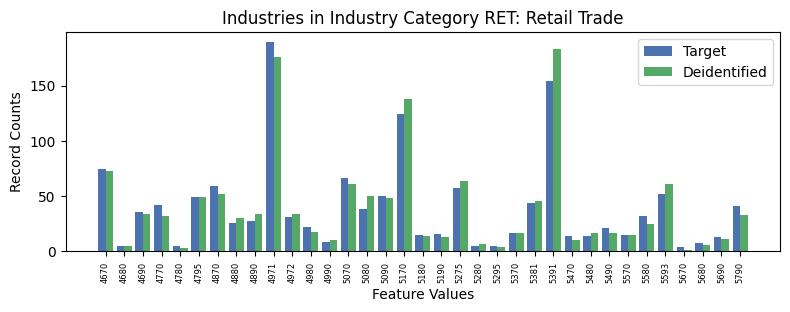 Industries in Industry Category RET: Retail Trade
Target
Deidentified
Record Counts
150
100
50
0
4670 4680 4690 4770 4780 4795 4870 4880 4890 4971 4972 4980 4990 5070 5080 5090 5170 5180 5190 5275 5280 5295 5370 5381 5391 5470 5480 5490 5570 5580 5593 5670 5680 5690 5790
Feature Values